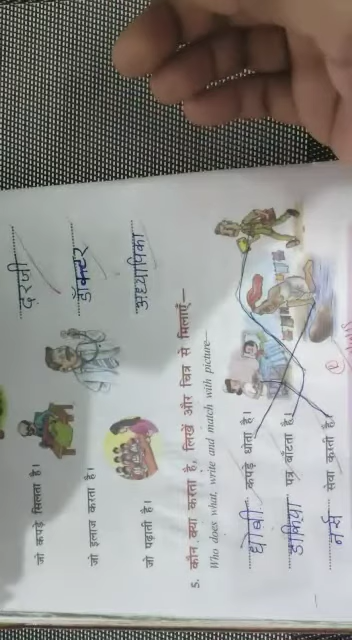 जो कपड़े सिलता है। दरजी
जो इलाज करता है। डॉक्टर
जो पढ़ाती है। अध्यापिका
5. कौन क्या करता है, लिखें और चित्र से मिलाएँ—
Who does what, write and match with picture—
धोबी कपड़े धोता है।
डाकिया पत्र बाँटता है।
नर्स सेवा करती है।